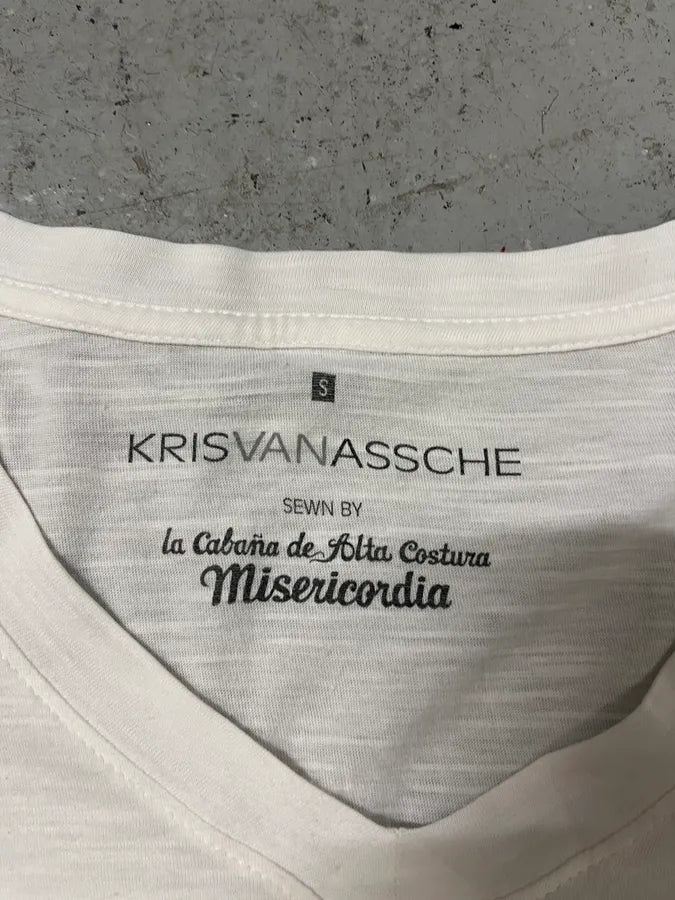 S
KRISVANASSCHE
SEWN BY
la Cabaña de Alta Costura
Misericordia